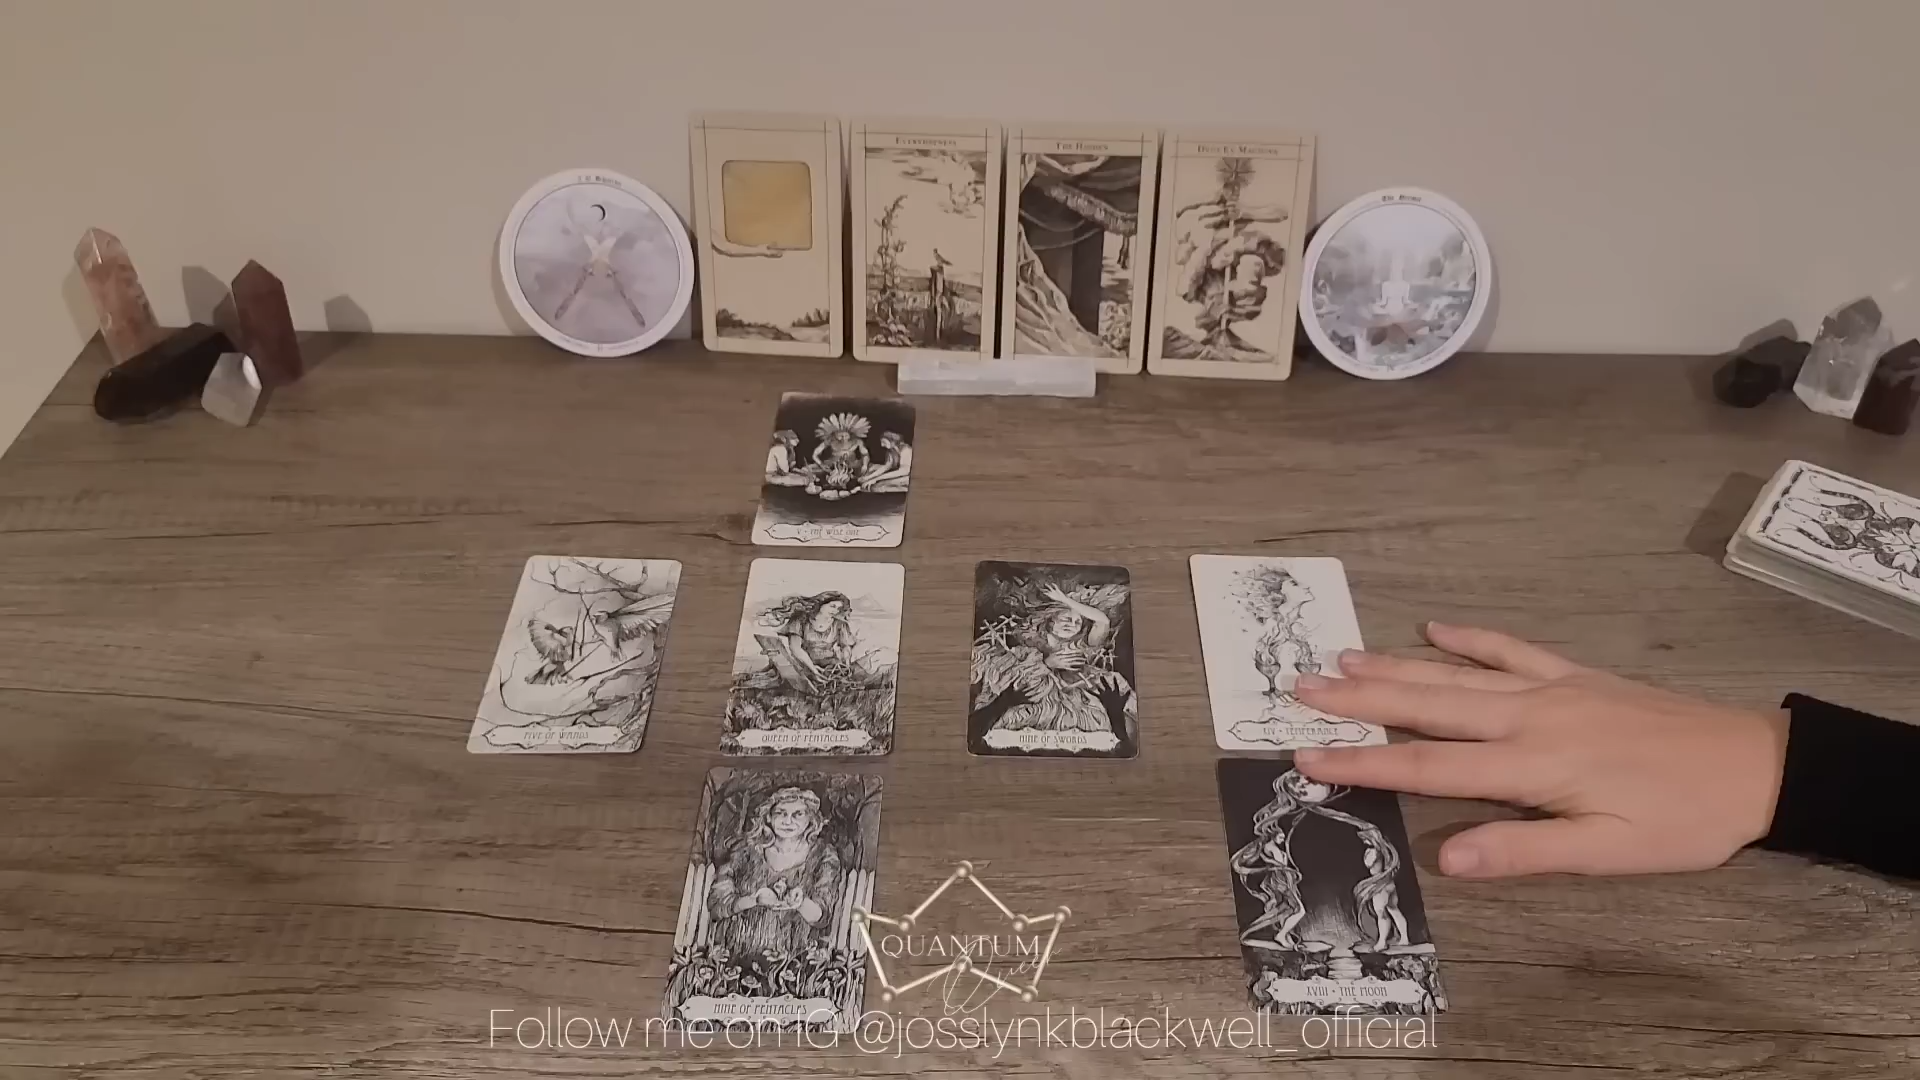 THE HIDDEN
DEUS EX MACHINA
V • THE WISE ONE
FIVE OF WANDS
QUEEN OF PENTACLES
NINE OF SWORDS
XIV • TEMPERANCE
NINE OF PENTACLES
XVIII • THE MOON
QUANTUM
Queen
Follow me on IG @josslynkblackwell_official